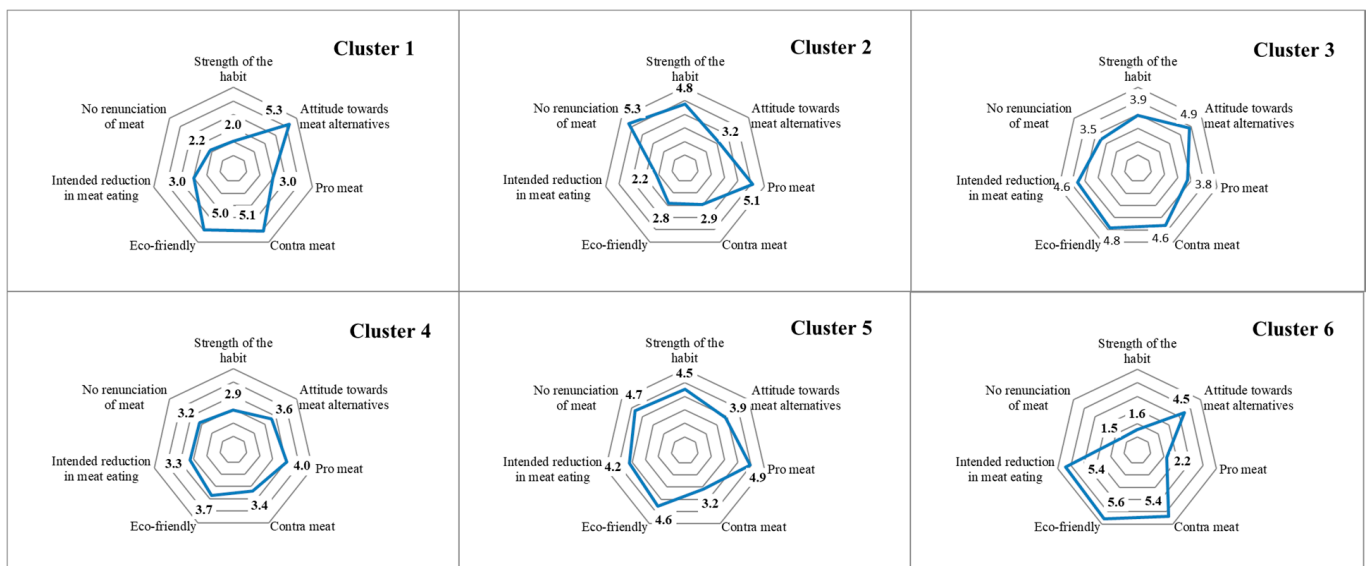 Cluster 1
Strength of the
habit
No renunciation
of meat
5.3
Attitude towards
meat alternatives
2.0
2.2
Intended reduction
in meat eating
3.0
3.0
Pro meat
5.0
5.1
Eco-friendly
Contra meat
Cluster 2
Strength of the
habit
4.8
No renunciation
of meat
5.3
Attitude towards
meat alternatives
3.2
Intended reduction
in meat eating
2.2
Pro meat
5.1
2.8
2.9
Eco-friendly
Contra meat
Cluster 3
Strength of the
habit
3.9
No renunciation
of meat
4.9
Attitude towards
meat alternatives
3.5
Intended reduction
in meat eating
4.6
3.8
Pro meat
Eco-friendly
4.8
4.6
Contra meat
Cluster 4
Strength of the
habit
2.9
No renunciation
of meat
3.2
3.6
Attitude towards
meat alternatives
Intended reduction
in meat eating
3.3
4.0
Pro meat
3.7
3.4
Eco-friendly
Contra meat
Cluster 5
Strength of the
habit
4.5
No renunciation
of meat
4.7
3.9
Attitude towards
meat alternatives
Intended reduction
in meat eating
4.2
Pro meat
4.9
3.2
4.6
Eco-friendly
Contra meat
Cluster 6
Strength of the
habit
No renunciation
of meat
4.5
Attitude towards
meat alternatives
1.6
1.5
Intended reduction
in meat eating
5.4
2.2
Pro meat
5.6
5.4
Eco-friendly
Contra meat